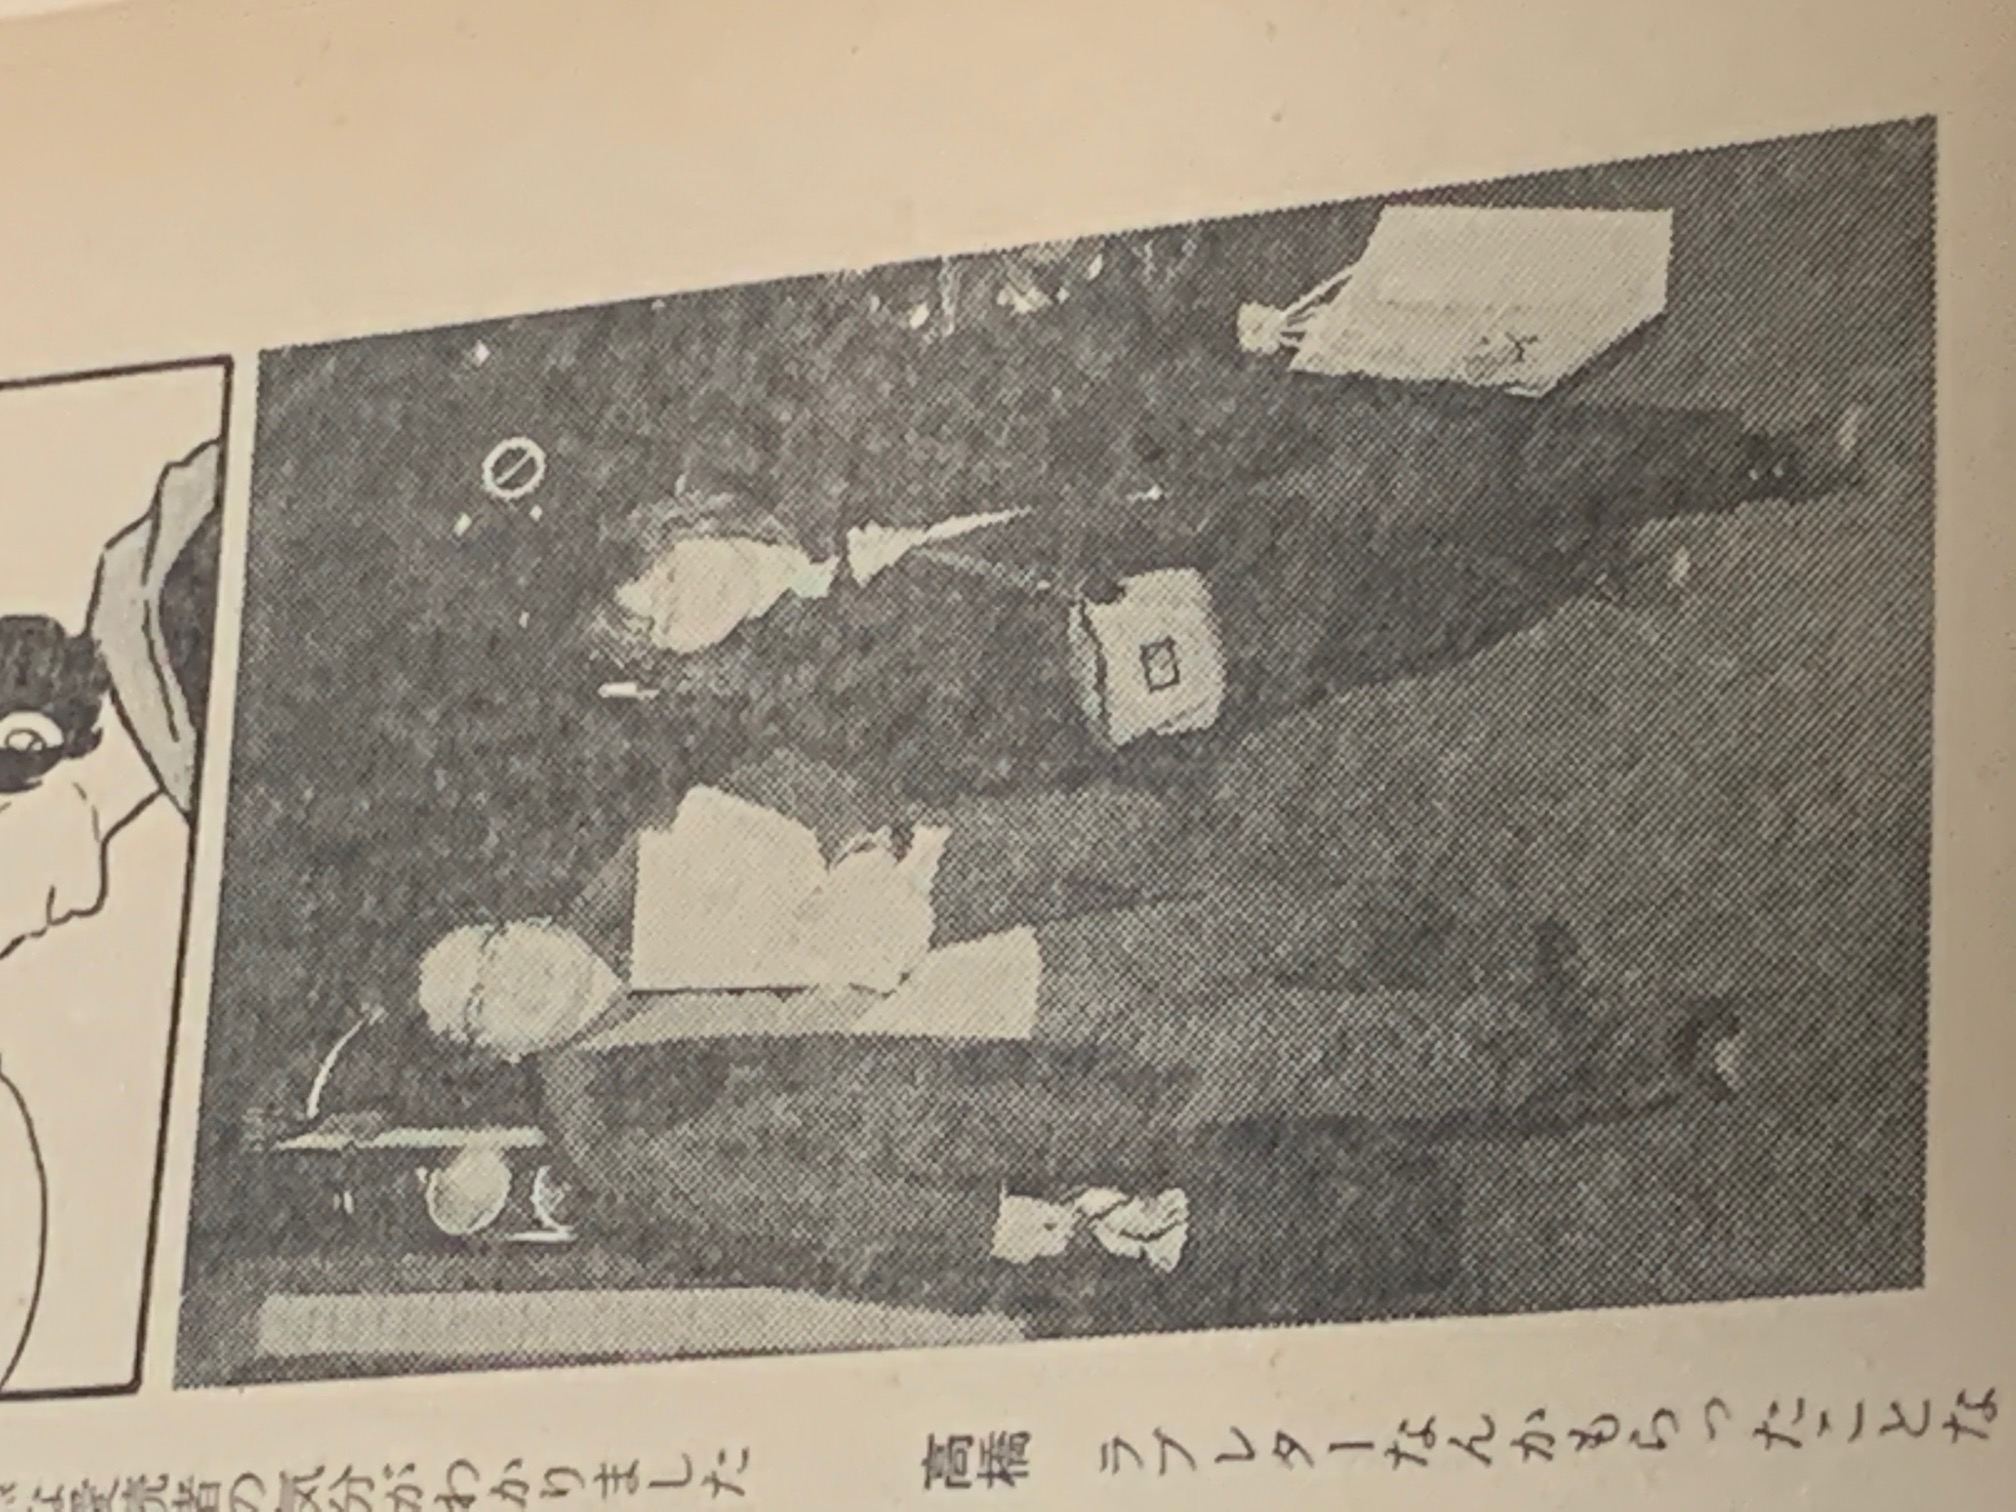 高橋　ラブレターなんかもらったことな
な愛読者の気分がわかりました